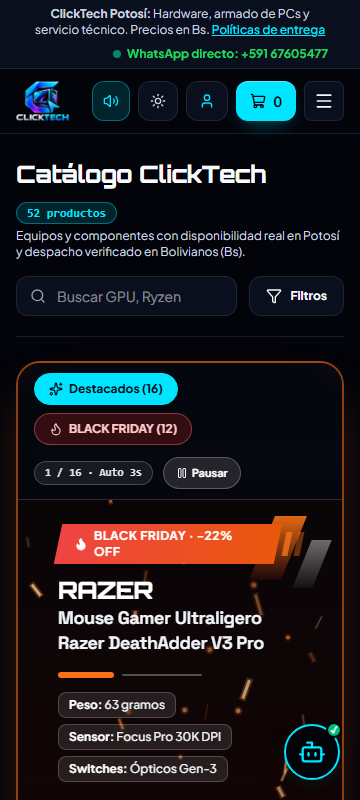 ClickTech Potosí: Hardware, armado de PCs y
servicio técnico. Precios en Bs. Políticas de entrega
WhatsApp directo: +591 67605477
CLICKTECH
0
Catálogo ClickTech
52 productos
Equipos y componentes con disponibilidad real en Potosí
y despacho verificado en Bolivianos (Bs).
Buscar GPU, Ryzen
Filtros
Destacados (16)
BLACK FRIDAY (12)
1 / 16 · Auto 3s
Pausar
BLACK FRIDAY · -22%
OFF
RAZER
Mouse Gamer Ultraligero
Razer DeathAdder V3 Pro
Peso: 63 gramos
Sensor: Focus Pro 30K DPI
Switches: Ópticos Gen-3